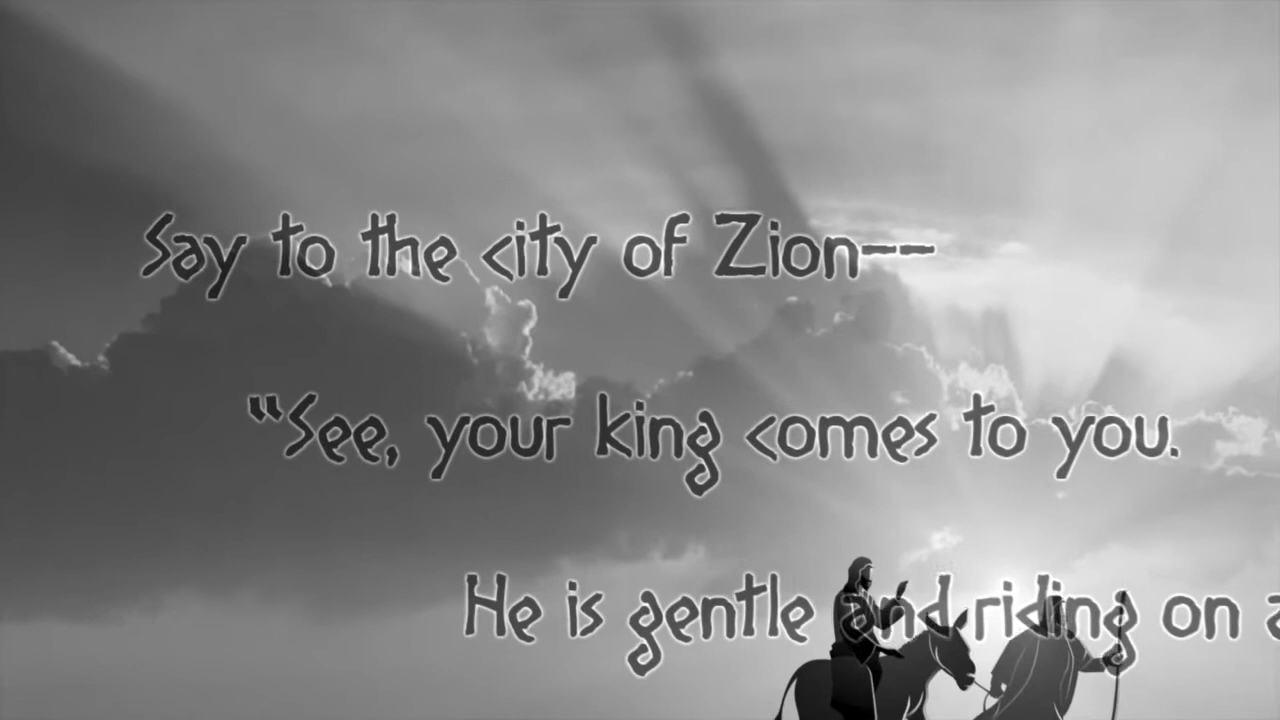 Say to the city of Zion--
"See, your king comes to you.
He is gentle and riding on a